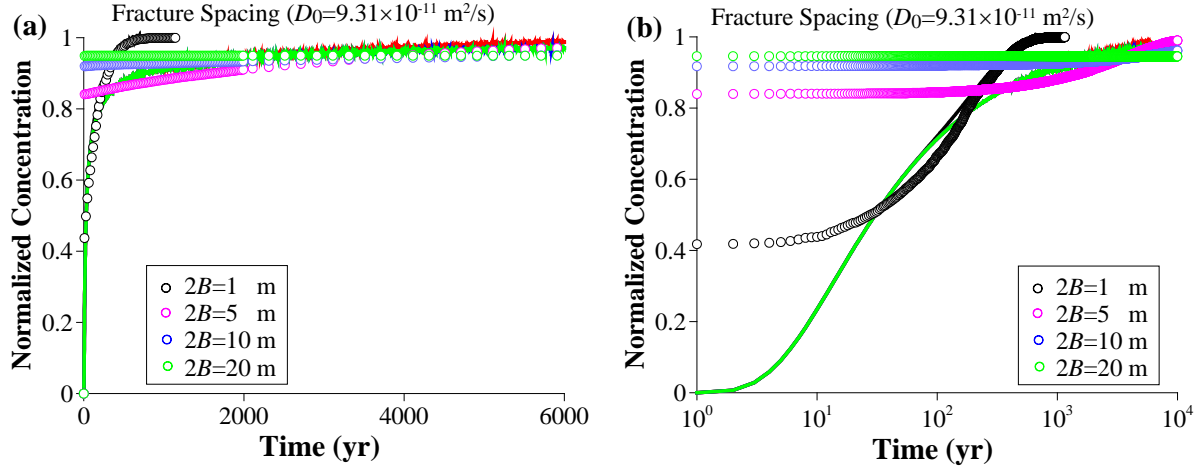 (a)
Fracture Spacing (D₀=9.31×10⁻¹¹ m²/s)
Normalized Concentration
1
0.8
0.6
0.4
0.2
0
2B=1 m
2B=5 m
2B=10 m
2B=20 m
0 2000 4000 6000
Time (yr)
(b)
Fracture Spacing (D₀=9.31×10⁻¹¹ m²/s)
Normalized Concentration
1
0.8
0.6
0.4
0.2
0
2B=1 m
2B=5 m
2B=10 m
2B=20 m
10⁰ 10¹ 10² 10³ 10⁴
Time (yr)